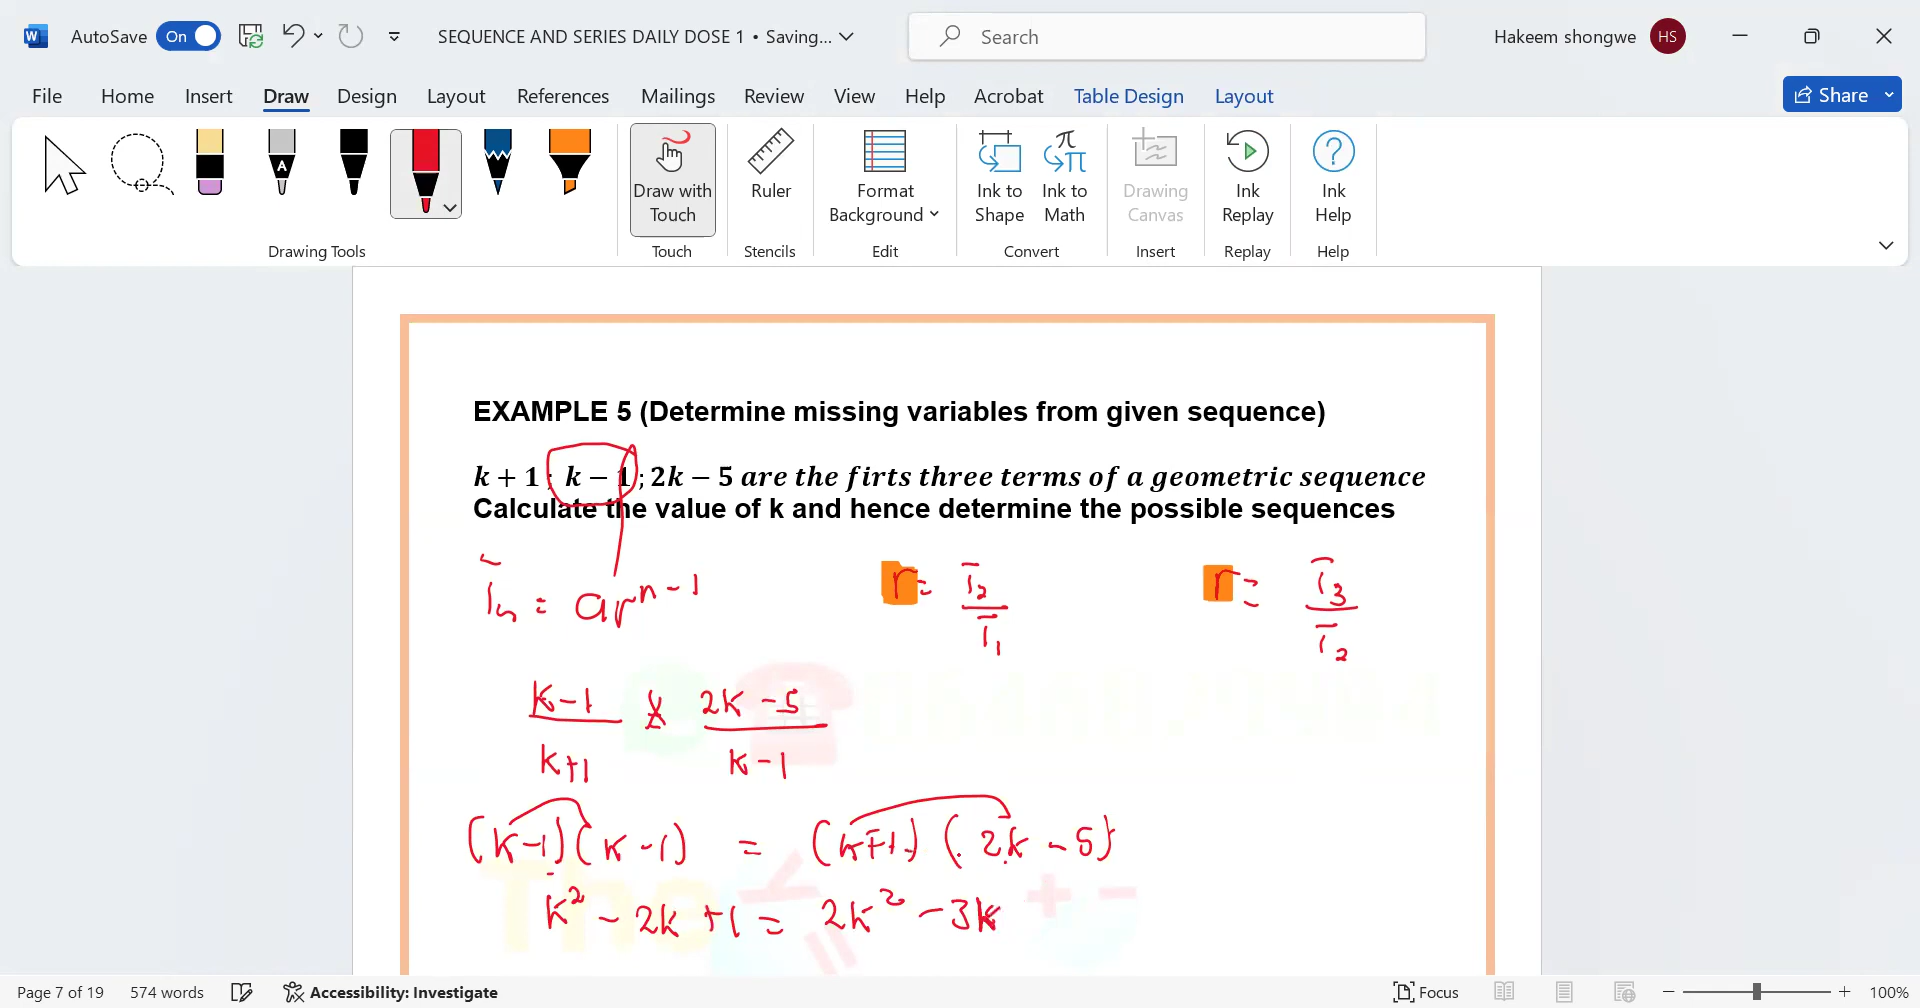 AutoSave On SEQUENCE AND SERIES DAILY DOSE 1 • Saving... Search Hakeem shongwe HS
File Home Insert Draw Design Layout References Mailings Review View Help Acrobat Table Design Layout Share
Draw with Touch
Ruler
Format Background
Ink to Shape
Ink to Math
Drawing Canvas
Ink Replay
Ink Help
Drawing Tools Touch Stencils Edit Convert Insert Replay Help
EXAMPLE 5 (Determine missing variables from given sequence)
k + 1 ; k − 1 ; 2k − 5 are the firts three terms of a geometric sequence
Calculate the value of k and hence determine the possible sequences
Tn = ar^(n-1) r = T2/T1 r = T3/T2
(k-1)/(k+1) = (2k-5)/(k-1)
(k-1)(k-1) = (k+1)(2k-5)
k² - 2k + 1 = 2k² - 3k
The
Page 7 of 19 574 words Accessibility: Investigate Focus 100%